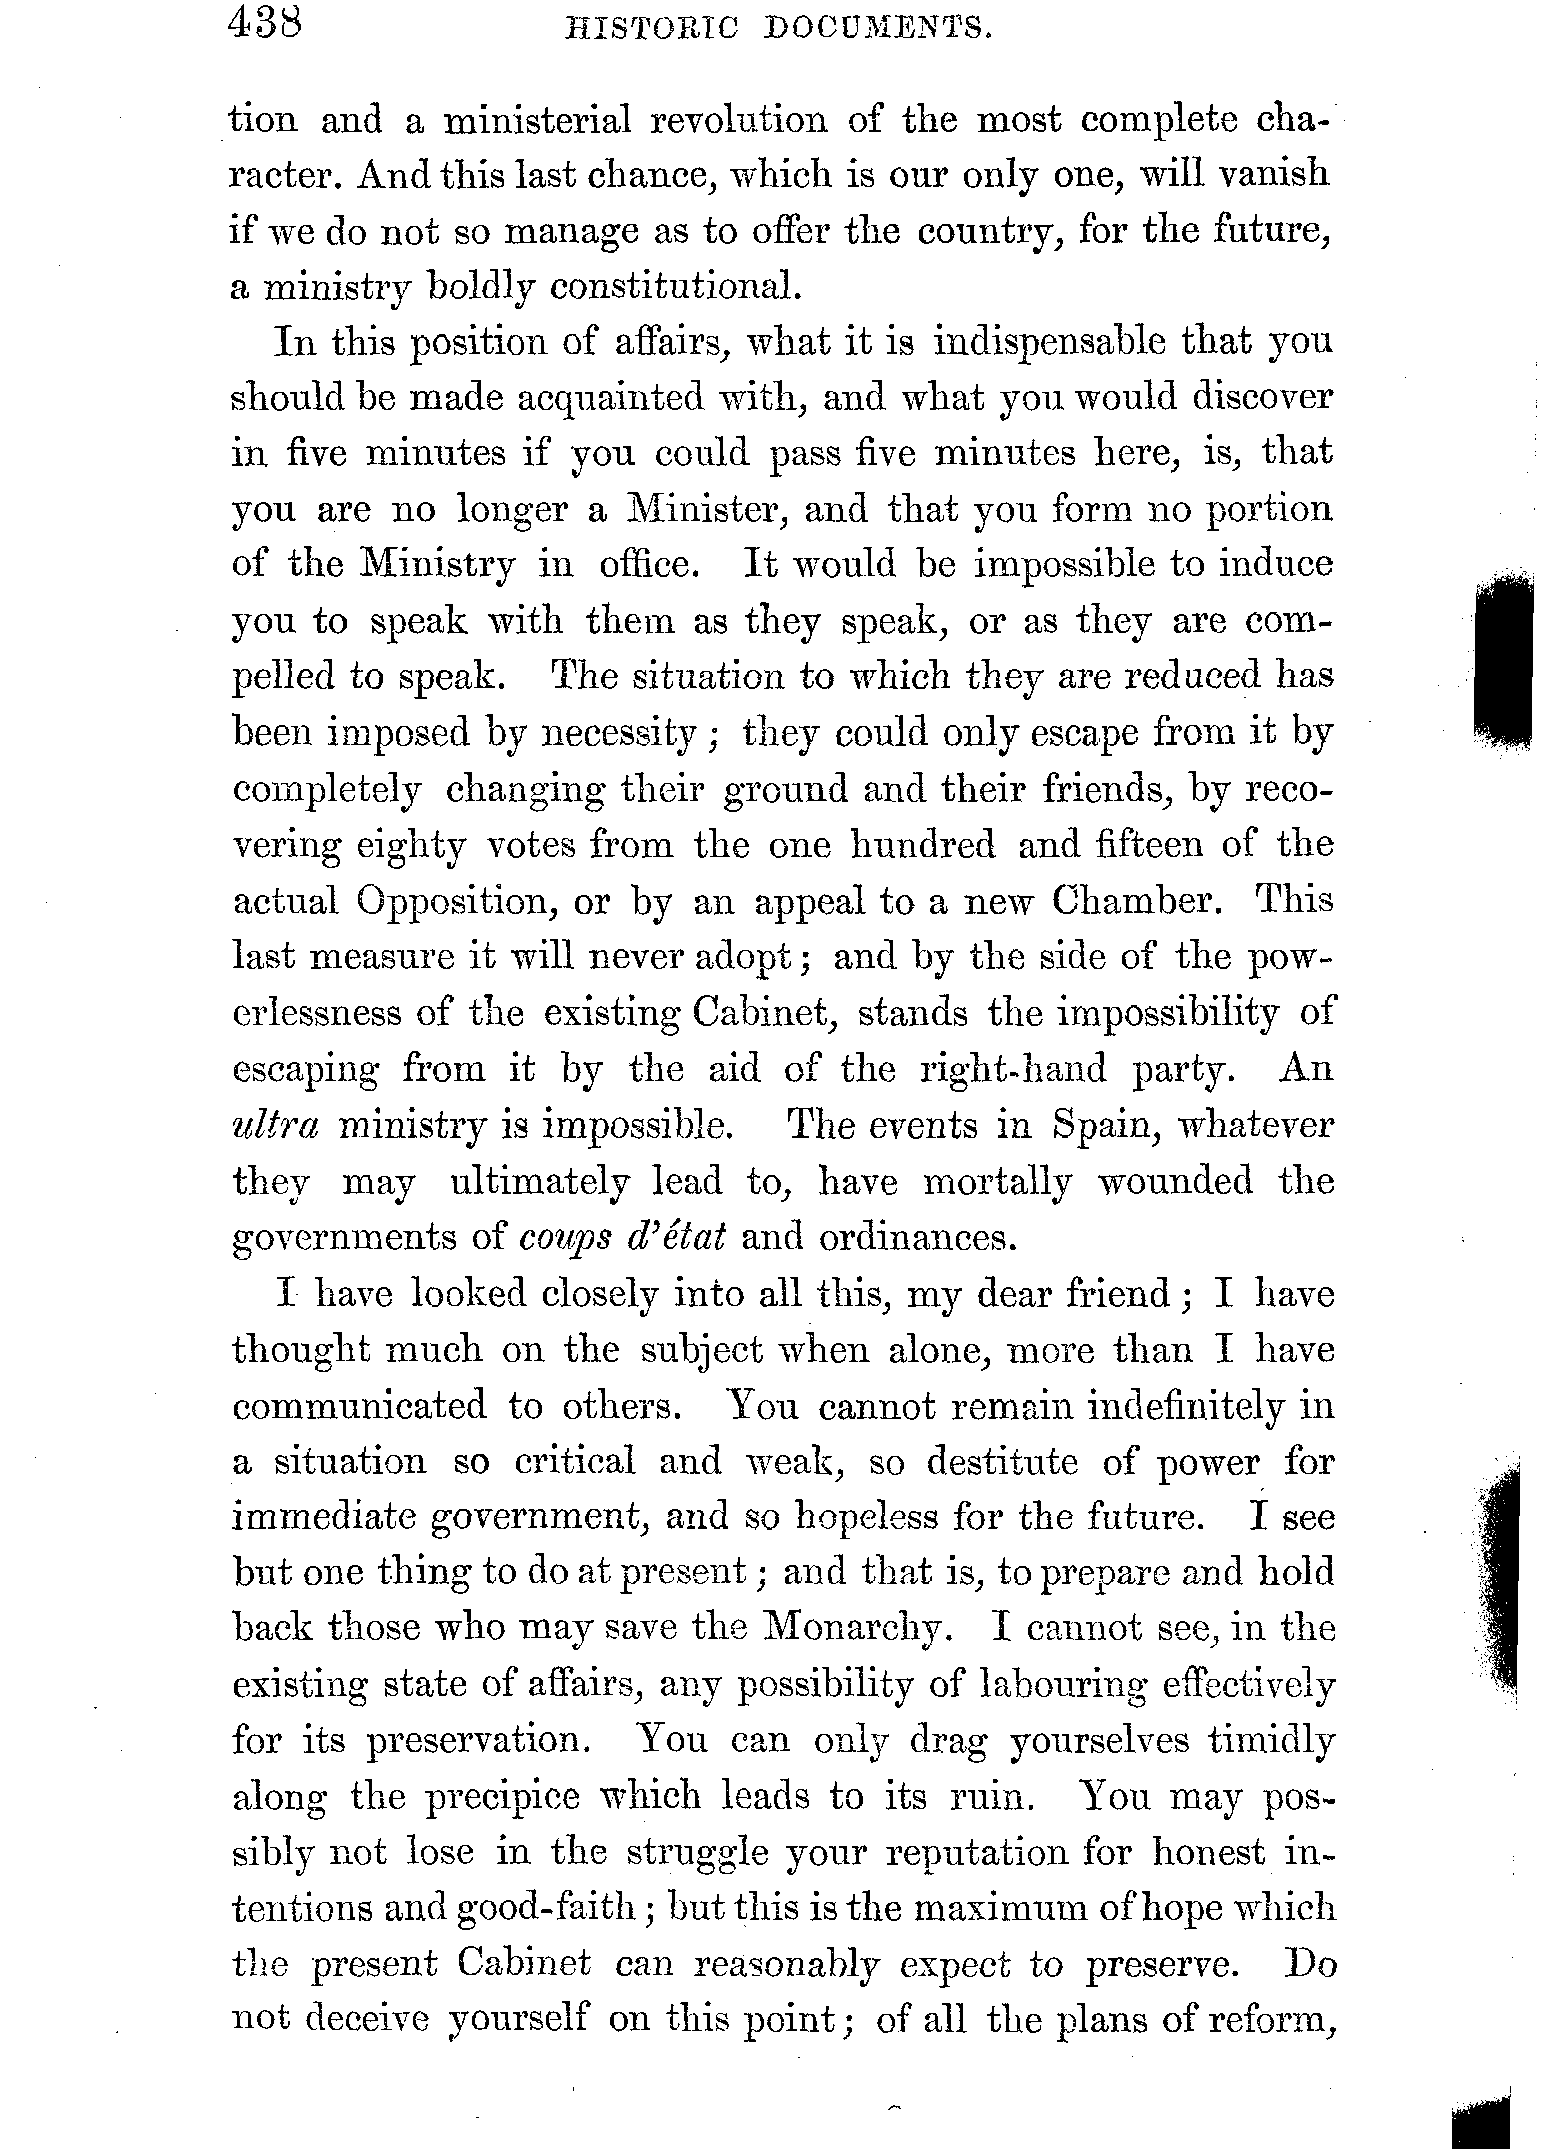 438 HISTORIC DOCUMENTS.
tion and a ministerial revolution of the most complete cha-
racter. And this last chance, which is our only one, will vanish
if we do not so manage as to offer the country, for the future,
a ministry boldly constitutional.
In this position of affairs, what it is indispensable that you
should be made acquainted with, and what you would discover
in five minutes if you could pass five minutes here, is, that
you are no longer a Minister, and that you form no portion
of the Ministry in office. It would be impossible to induce
you to speak with them as they speak, or as they are com-
pelled to speak. The situation to which they are reduced has
been imposed by necessity; they could only escape from it by
completely changing their ground and their friends, by reco-
vering eighty votes from the one hundred and fifteen of the
actual Opposition, or by an appeal to a new Chamber. This
last measure it will never adopt; and by the side of the pow-
erlessness of the existing Cabinet, stands the impossibility of
escaping from it by the aid of the right-hand party. An
ultra ministry is impossible. The events in Spain, whatever
they may ultimately lead to, have mortally wounded the
governments of coups d'état and ordinances.
I have looked closely into all this, my dear friend; I have
thought much on the subject when alone, more than I have
communicated to others. You cannot remain indefinitely in
a situation so critical and weak, so destitute of power for
immediate government, and so hopeless for the future. I see
but one thing to do at present; and that is, to prepare and hold
back those who may save the Monarchy. I cannot see, in the
existing state of affairs, any possibility of labouring effectively
for its preservation. You can only drag yourselves timidly
along the precipice which leads to its ruin. You may pos-
sibly not lose in the struggle your reputation for honest in-
tentions and good-faith; but this is the maximum of hope which
the present Cabinet can reasonably expect to preserve. Do
not deceive yourself on this point; of all the plans of reform,